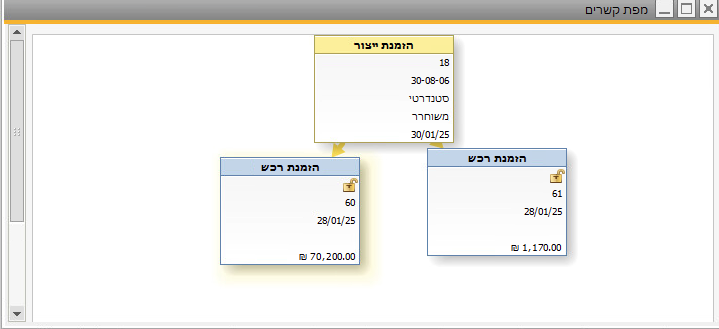 מפת קשרים
הזמנת ייצור
18
30-08-06
סטנדרטי
משוחרר
30/01/25
הזמנת רכש
61
28/01/25
1,170.00 ₪
הזמנת רכש
60
28/01/25
70,200.00 ₪